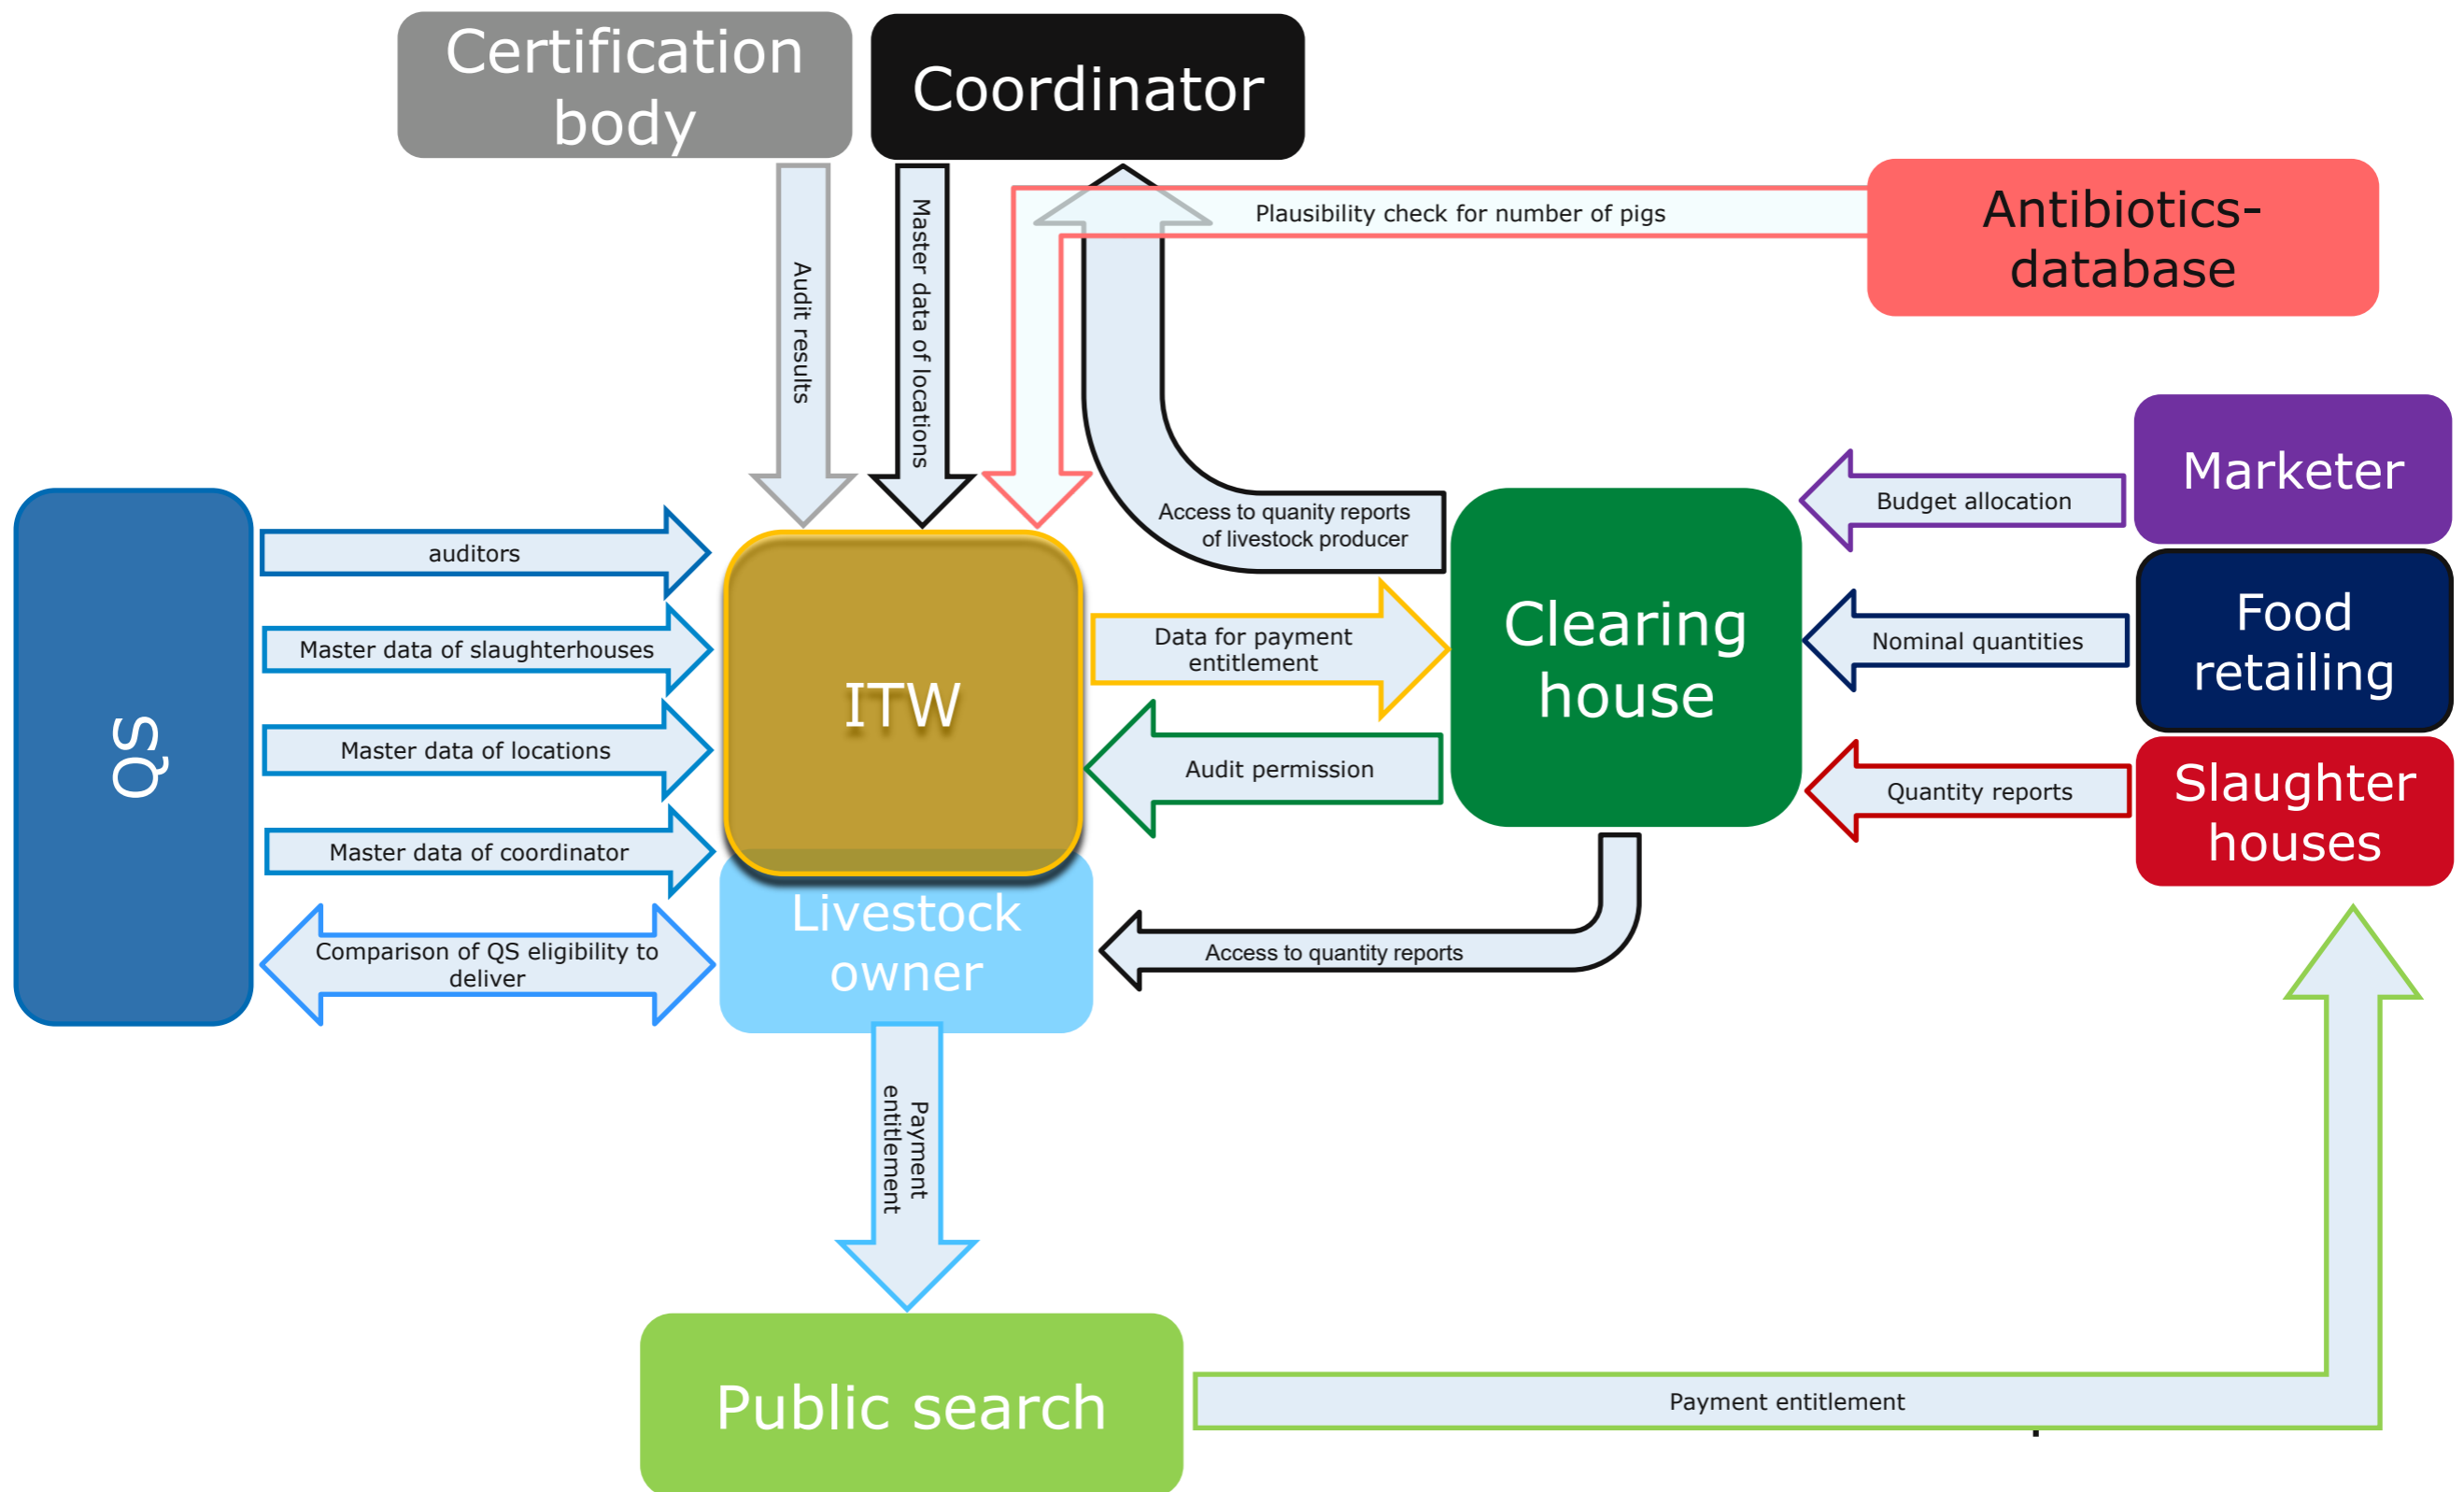 Certification
body
Coordinator
Antibiotics-
database
Plausibility check for number of pigs
Audit results
Master data of locations
Access to quanity reports
of livestock producer
Marketer
Budget allocation
Food
retailing
Nominal quantities
Slaughter
houses
Quantity reports
Clearing
house
QS
auditors
Master data of slaughterhouses
Master data of locations
Master data of coordinator
Comparison of QS eligibility to
deliver
ITW
Data for payment
entitlement
Audit permission
Livestock
owner
Access to quantity reports
Payment
entitlement
Public search
Payment entitlement